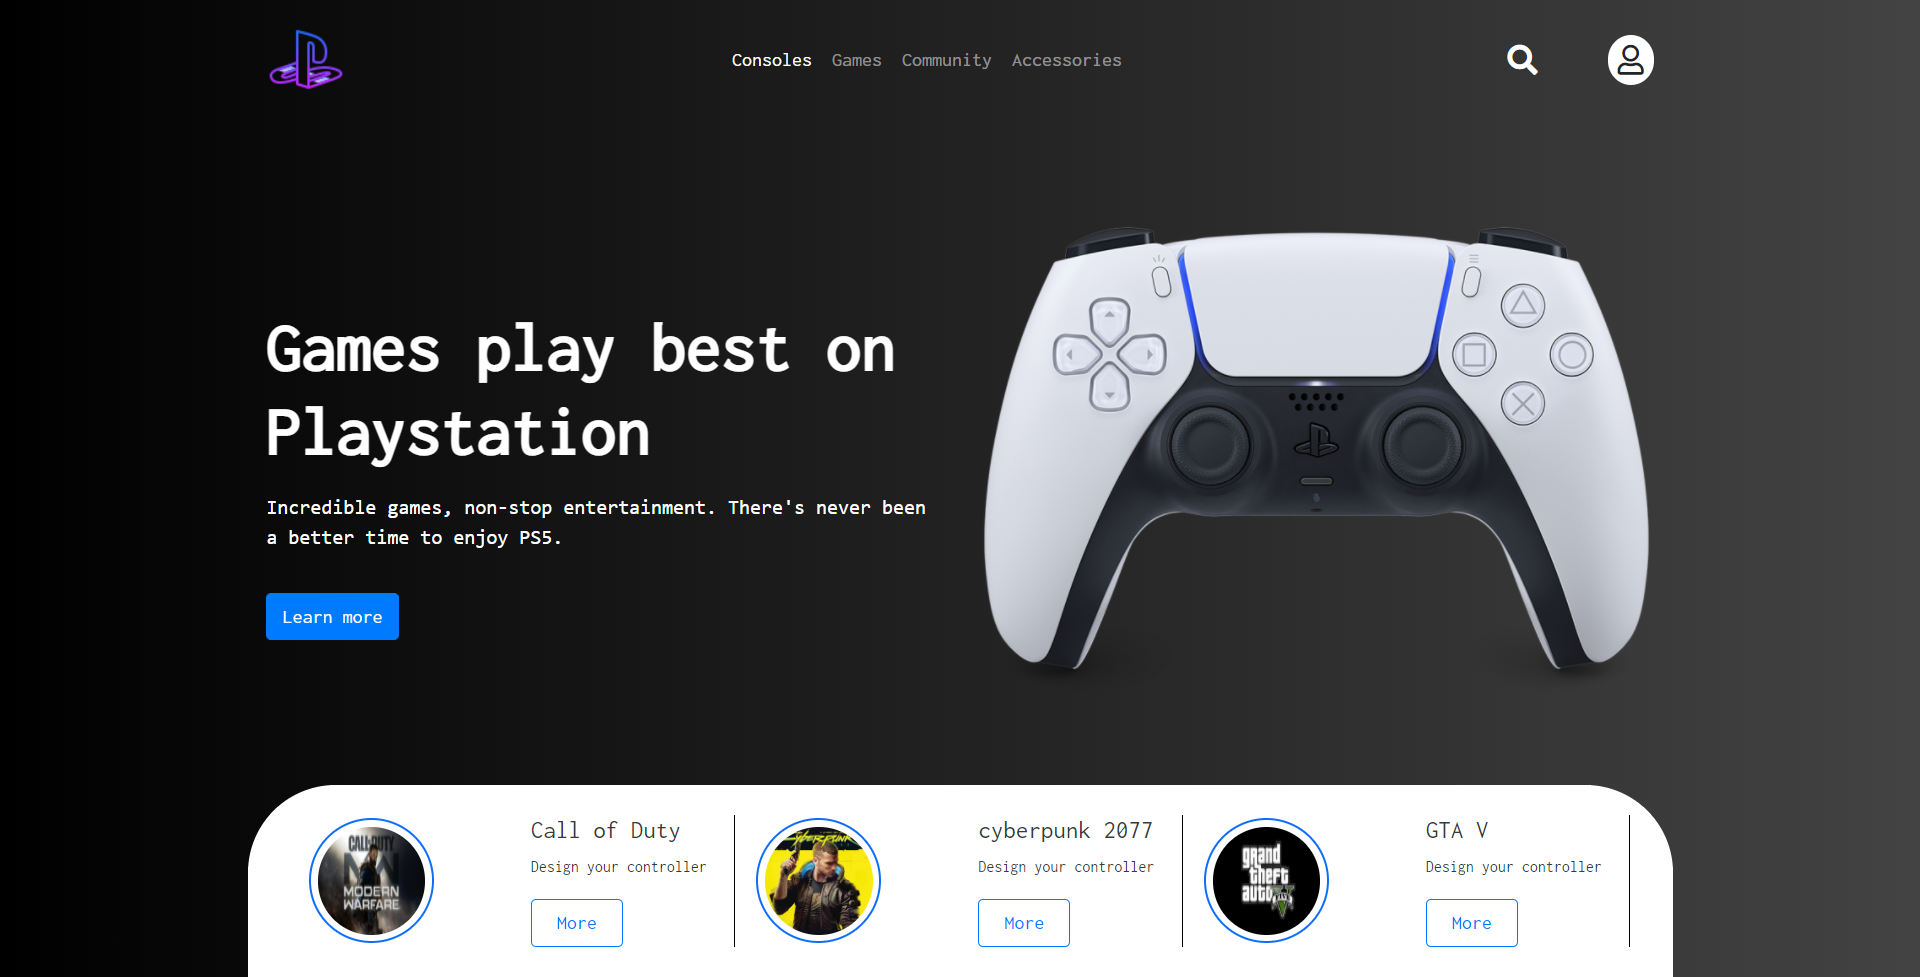 Consoles Games Community Accessories
Games play best on
Playstation
Incredible games, non-stop entertainment. There's never been
a better time to enjoy PS5.
Learn more
CALL OF DUTY
MODERN
WARFARE
Call of Duty
Design your controller
More
CYBERPUNK
cyberpunk 2077
Design your controller
More
grand
theft
auto
V
GTA V
Design your controller
More